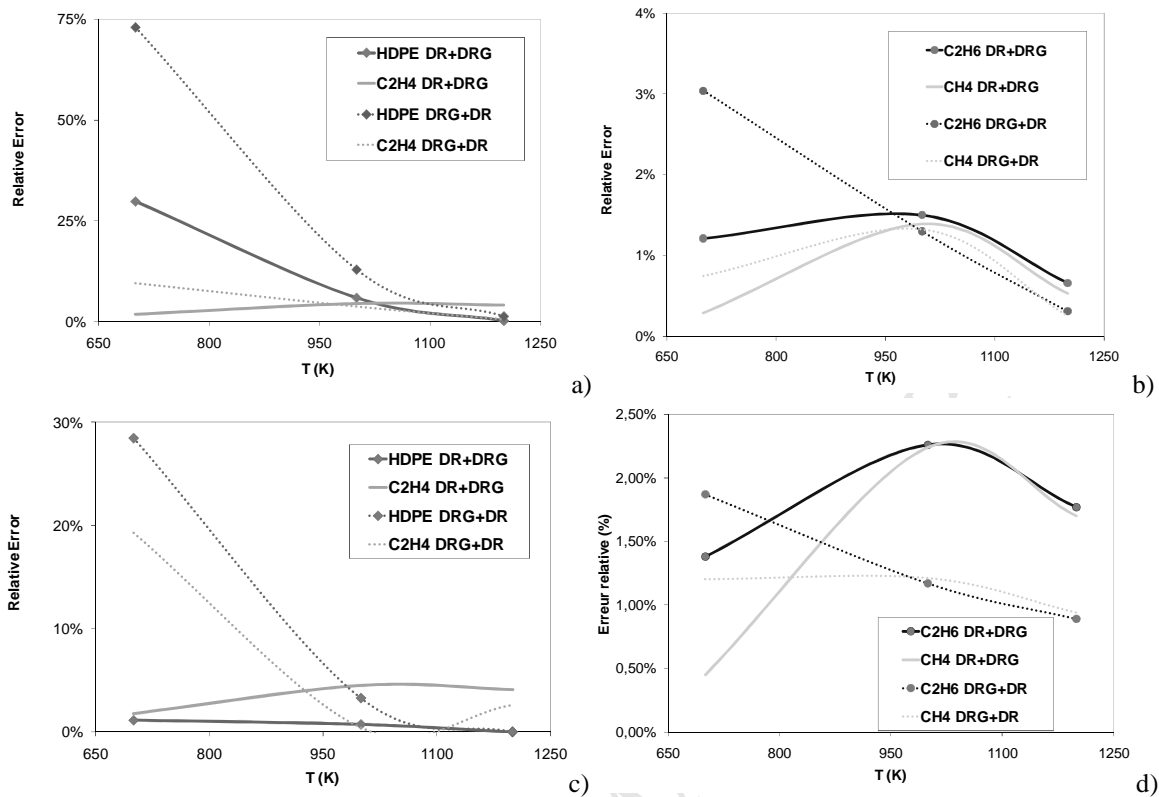 75%
50%
25%
0%
Relative Error
HDPE DR+DRG
C2H4 DR+DRG
HDPE DRG+DR
C2H4 DRG+DR
650 800 950 1100 1250
T (K)
a)
4%
3%
2%
1%
0%
Relative Error
C2H6 DR+DRG
CH4 DR+DRG
C2H6 DRG+DR
CH4 DRG+DR
650 800 950 1100 1250
T (K)
b)
30%
20%
10%
0%
Relative Error
HDPE DR+DRG
C2H4 DR+DRG
HDPE DRG+DR
C2H4 DRG+DR
650 800 950 1100 1250
T (K)
c)
2,50%
2,00%
1,50%
1,00%
0,50%
0,00%
Erreur relative (%)
C2H6 DR+DRG
CH4 DR+DRG
C2H6 DRG+DR
CH4 DRG+DR
650 800 950 1100 1250
T (K)
d)